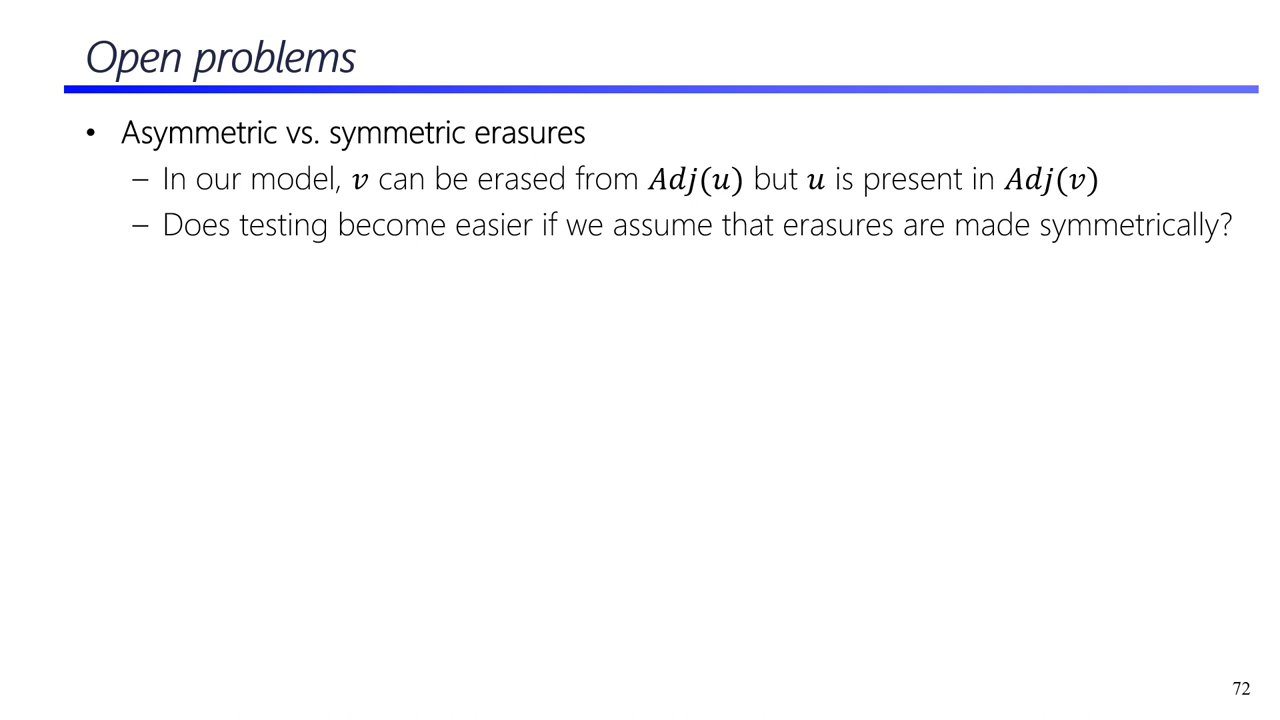 Open problems
• Asymmetric vs. symmetric erasures
– In our model, 𝒗 can be erased from 𝑨𝒅𝒋(𝒖) but 𝒖 is present in 𝑨𝒅𝒋(𝒗)
– Does testing become easier if we assume that erasures are made symmetrically?
72